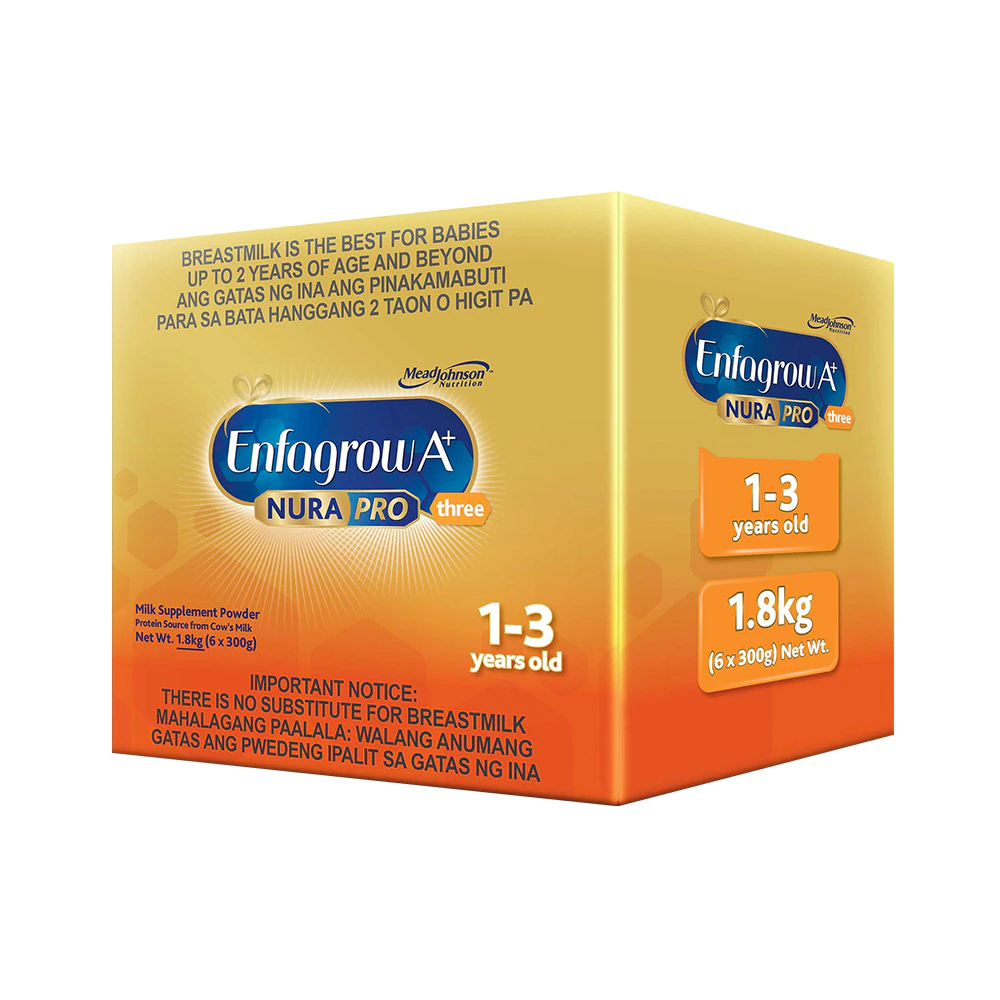 BREASTMILK IS THE BEST FOR BABIES
UP TO 2 YEARS OF AGE AND BEYOND
ANG GATAS NG INA ANG PINAKAMABUTI
PARA SA BATA HANGGANG 2 TAON O HIGIT PA
MeadJohnson™
Nutrition
Enfagrow A+
NURA PRO three
Milk Supplement Powder
Protein Source from Cow's Milk
Net Wt. 1.8kg (6 x 300g)
1-3
years old
IMPORTANT NOTICE:
THERE IS NO SUBSTITUTE FOR BREASTMILK
MAHALAGANG PAALALA: WALANG ANUMANG
GATAS ANG PWEDENG IPALIT SA GATAS NG INA
MeadJohnson™
Nutrition
Enfagrow A+
NURA PRO three
1-3
years old
1.8kg
(6 x 300g) Net Wt.